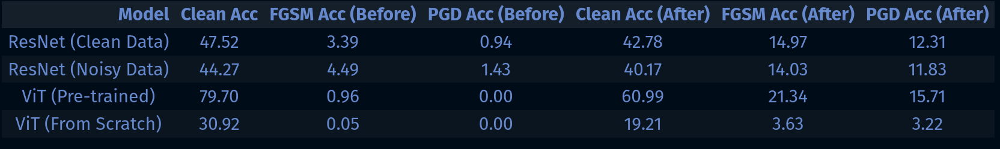 Model Clean Acc FGSM Acc (Before) PGD Acc (Before) Clean Acc (After) FGSM Acc (After) PGD Acc (After)
ResNet (Clean Data) 47.52 3.39 0.94 42.78 14.97 12.31
ResNet (Noisy Data) 44.27 4.49 1.43 40.17 14.03 11.83
ViT (Pre-trained) 79.70 0.96 0.00 60.99 21.34 15.71
ViT (From Scratch) 30.92 0.05 0.00 19.21 3.63 3.22